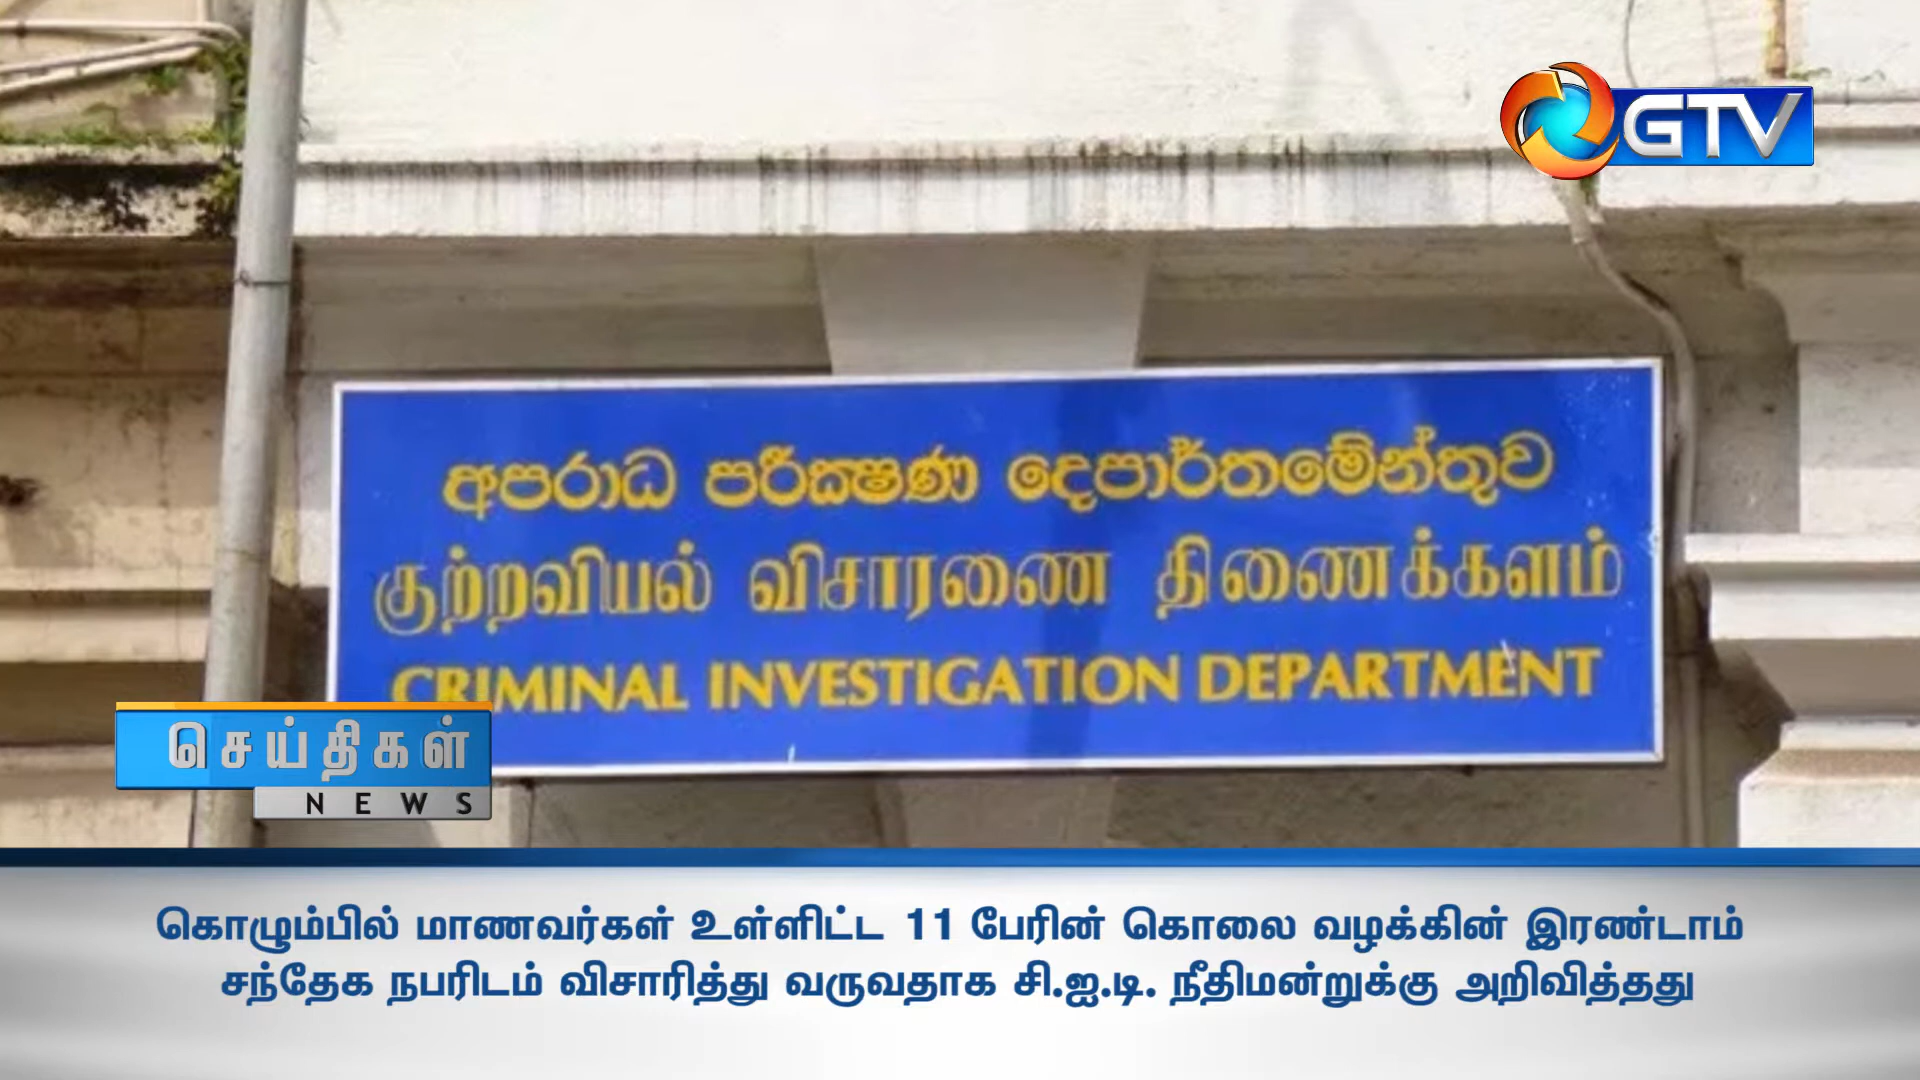 GTV
අපරාධ පරීක්ෂණ දෙපාර්තමේන්තුව
குற்றவியல் விசாரணை திணைக்களம்
CRIMINAL INVESTIGATION DEPARTMENT
செய்திகள்
NEWS
கொழும்பில் மாணவர்கள் உள்ளிட்ட 11 பேரின் கொலை வழக்கின் இரண்டாம்
சந்தேக நபரிடம் விசாரித்து வருவதாக சி.ஐ.டி. நீதிமன்றுக்கு அறிவித்தது